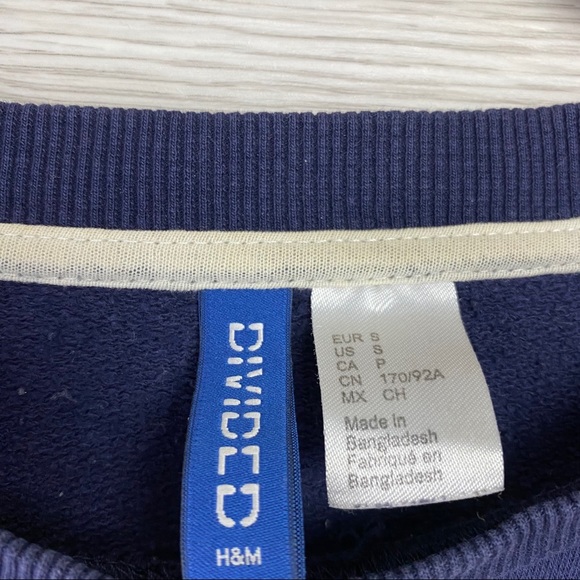 DIVIDED
H&M
EUR S
US S
CA P
CN 170/92A
MX CH
Made in
Bangladesh
Fabriqué en
Bangladesh